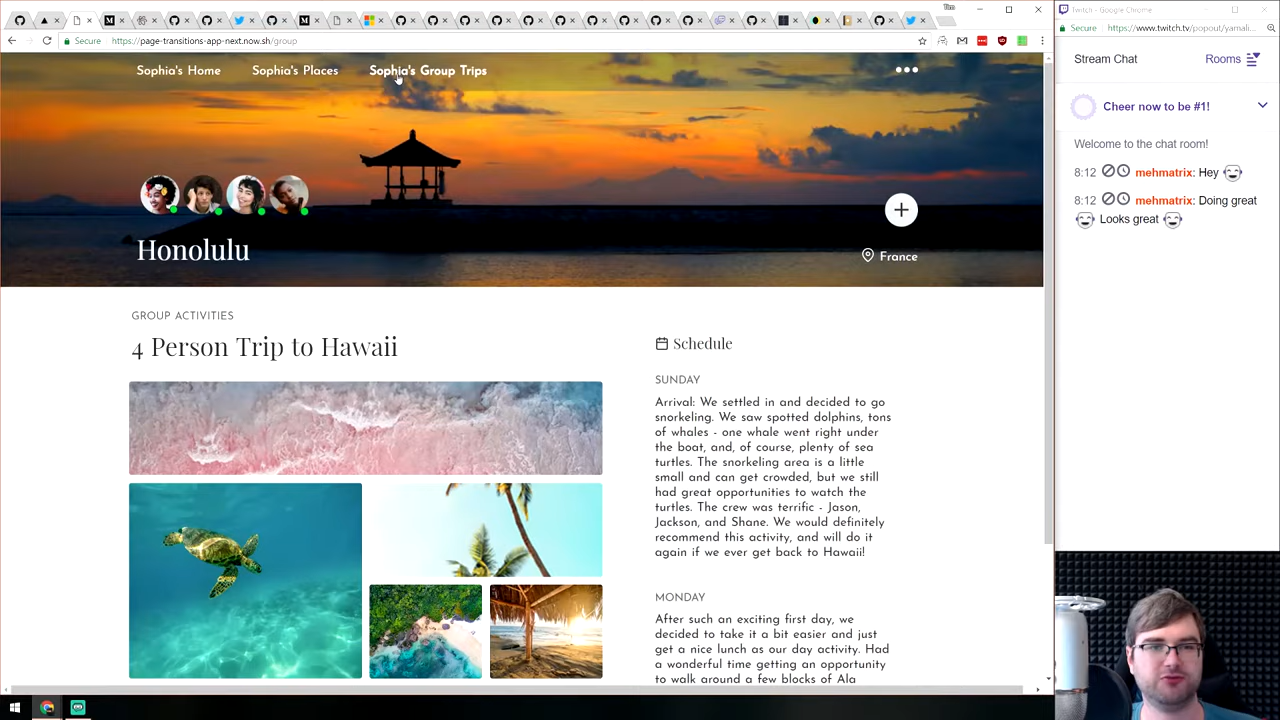 Tim
Twitch - Google Chrome
Secure
https://page-transitions-app-next.now.sh/group
Secure
https://www.twitch.tv/popout/yamali...
Sophia's Home
Sophia's Places
Sophia's Group Trips
Stream Chat
Rooms
Cheer now to be #1!
Welcome to the chat room!
8:12 mehmatrix: Hey
8:12 mehmatrix: Doing great
Looks great
Honolulu
France
GROUP ACTIVITIES
4 Person Trip to Hawaii
Schedule
SUNDAY
Arrival: We settled in and decided to go
snorkeling. We saw spotted dolphins, tons
of whales - one whale went right under
the boat, and, of course, plenty of sea
turtles. The snorkeling area is a little
small and can get crowded, but we still
had great opportunities to watch the
turtles. The crew was terrific - Jason,
Jackson, and Shane. We would definitely
recommend this activity, and will do it
again if we ever get back to Hawaii!
MONDAY
After such an exciting first day, we
decided to take it a bit easier and just
get a nice lunch as our day activity. Had
a wonderful time getting an opportunity
to walk around a few blocks of Ala